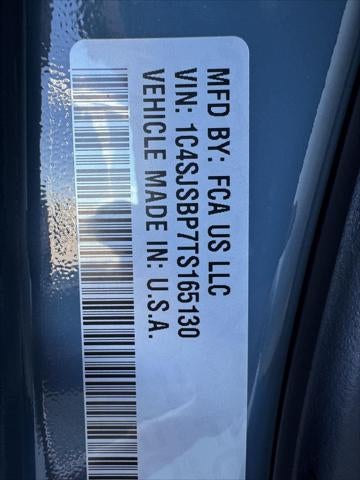 MFD BY: FCA US LLC
VIN: 1C4SJSBP7TS165130
VEHICLE MADE IN: U.S.A.